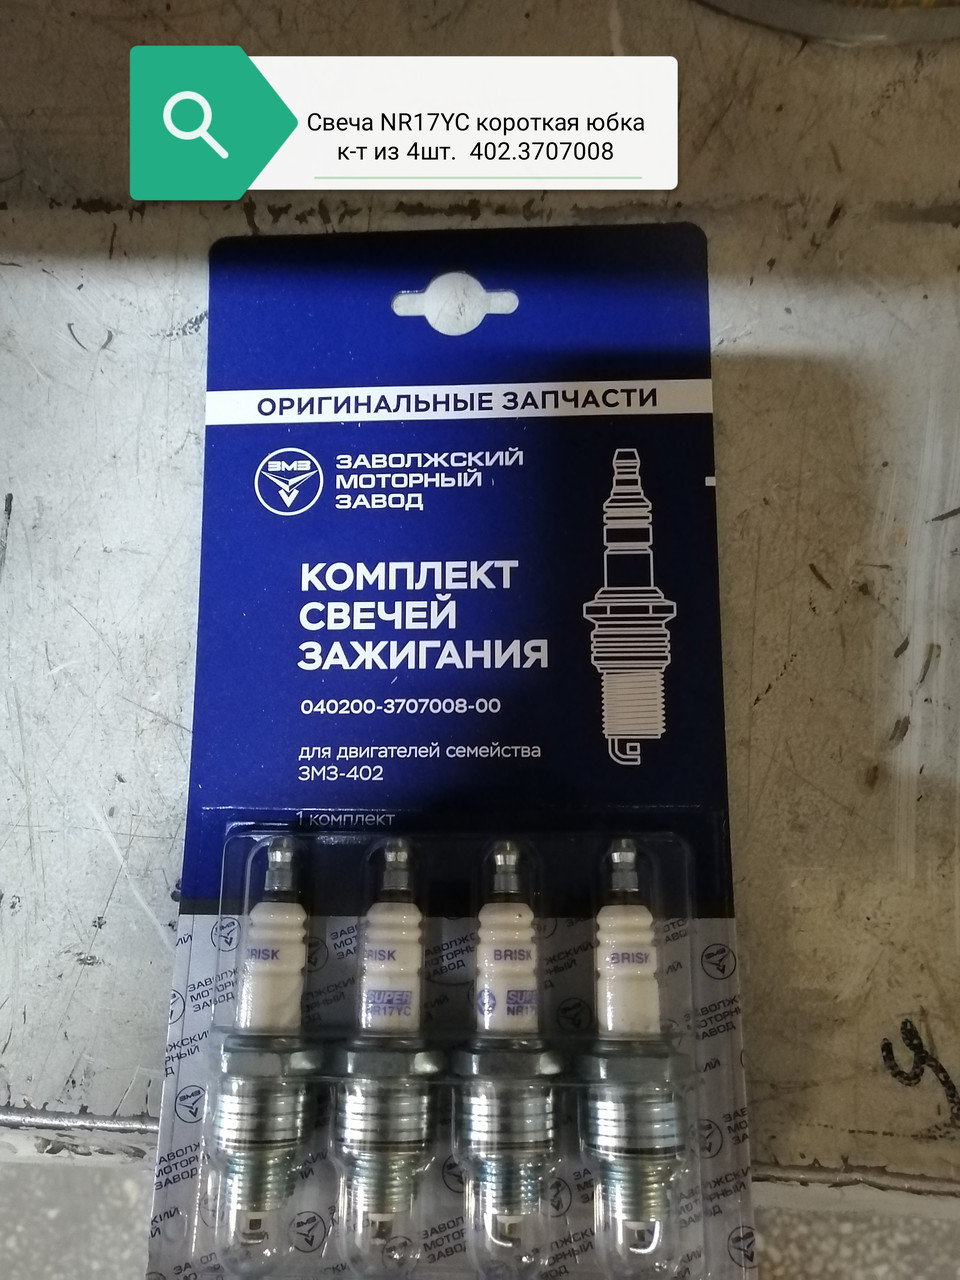 Свеча NR17YC короткая юбка
к-т из 4шт. 402.3707008
ОРИГИНАЛЬНЫЕ ЗАПЧАСТИ
ЗМЗ
ЗАВОЛЖСКИЙ
МОТОРНЫЙ
ЗАВОД
КОМПЛЕКТ
СВЕЧЕЙ
ЗАЖИГАНИЯ
040200-3707008-00
для двигателей семейства
ЗМЗ-402
1 комплект
BRISK
BRISK
BRISK
BRISK
SUPER
NR17YC